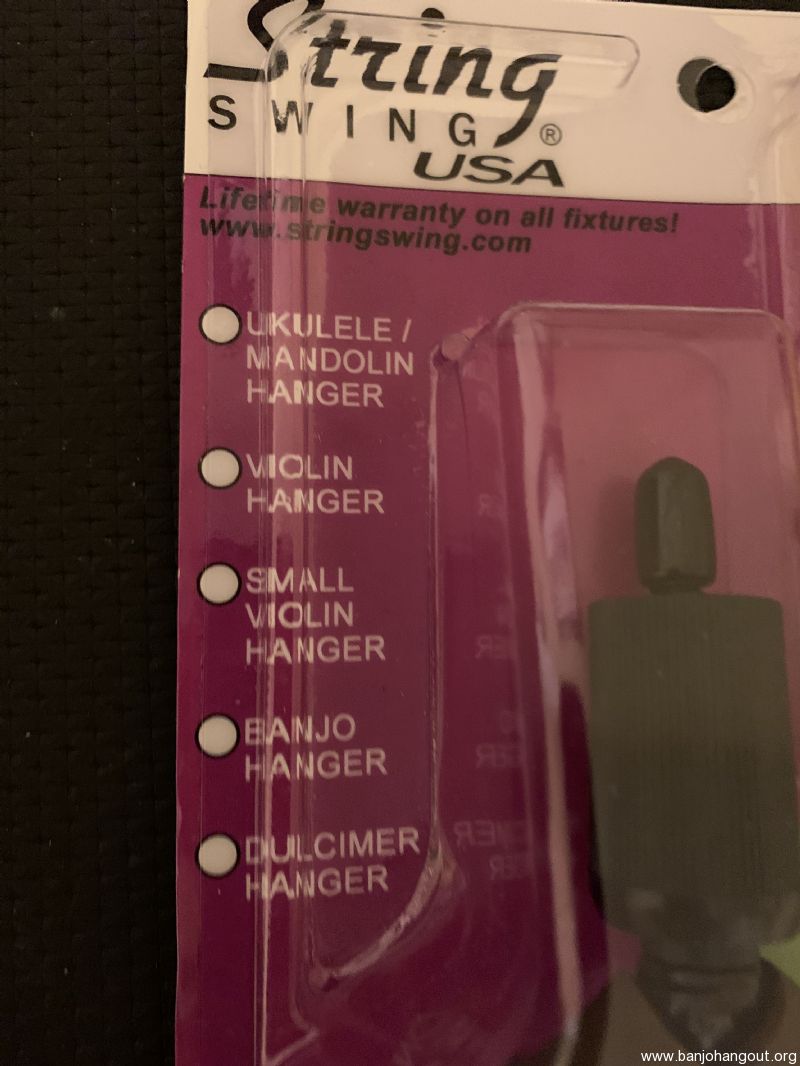 String
SWING®
USA
Lifetime warranty on all fixtures!
www.stringswing.com
UKULELE /
MANDOLIN
HANGER
VIOLIN
HANGER
SMALL
VIOLIN
HANGER
BANJO
HANGER
DULCIMER
HANGER
www.banjohangout.org